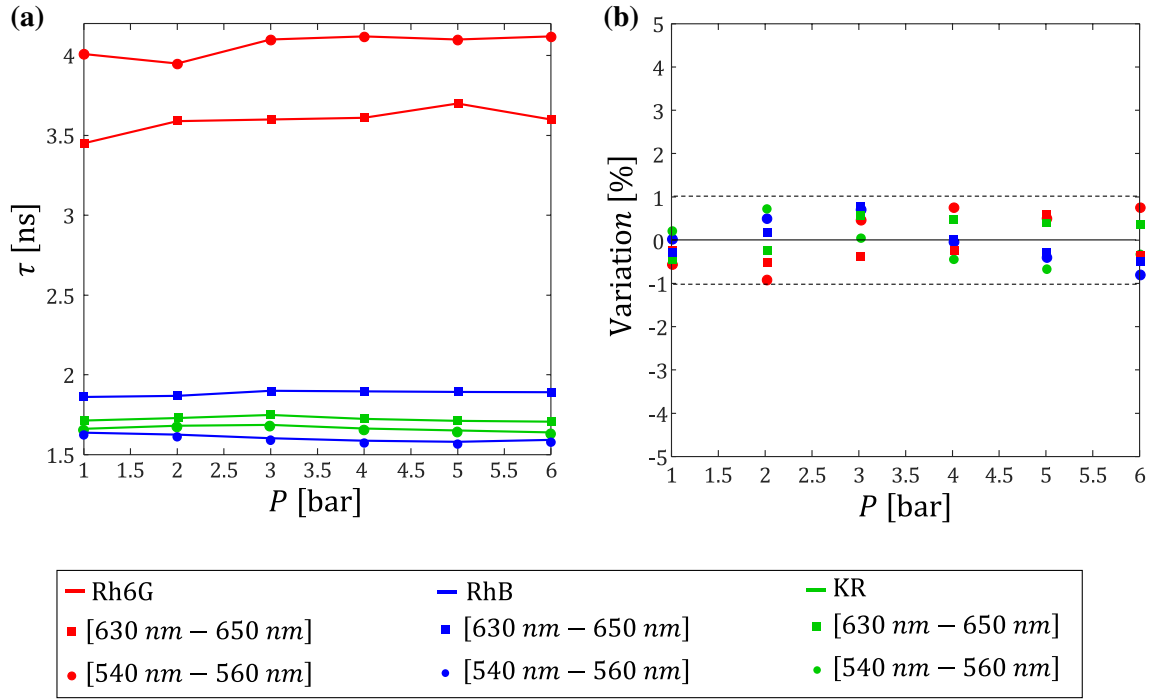 (a)
(b)
4
3.5
3
2.5
2
1.5
τ [ns]
1 1.5 2 2.5 3 3.5 4 4.5 5 5.5 6
P [bar]
5
4
3
2
1
0
-1
-2
-3
-4
-5
Variation [%]
1 1.5 2 2.5 3 3.5 4 4.5 5 5.5 6
P [bar]
Rh6G RhB KR
[630 nm − 650 nm] [630 nm − 650 nm] [630 nm − 650 nm]
[540 nm − 560 nm] [540 nm − 560 nm] [540 nm − 560 nm]